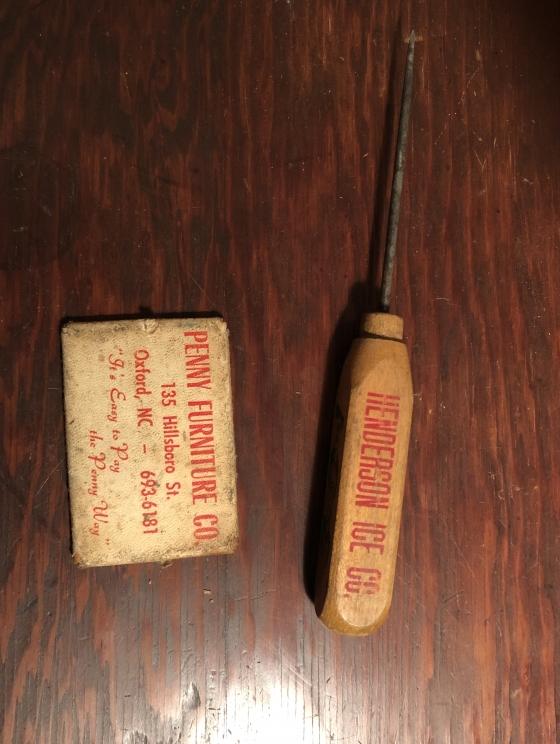 PENNY FURNITURE CO
135 Hillsboro St.
Oxford, NC - 693-6181
"It's Easy to Pay
the Penny Way"
HENDERSON ICE CO.